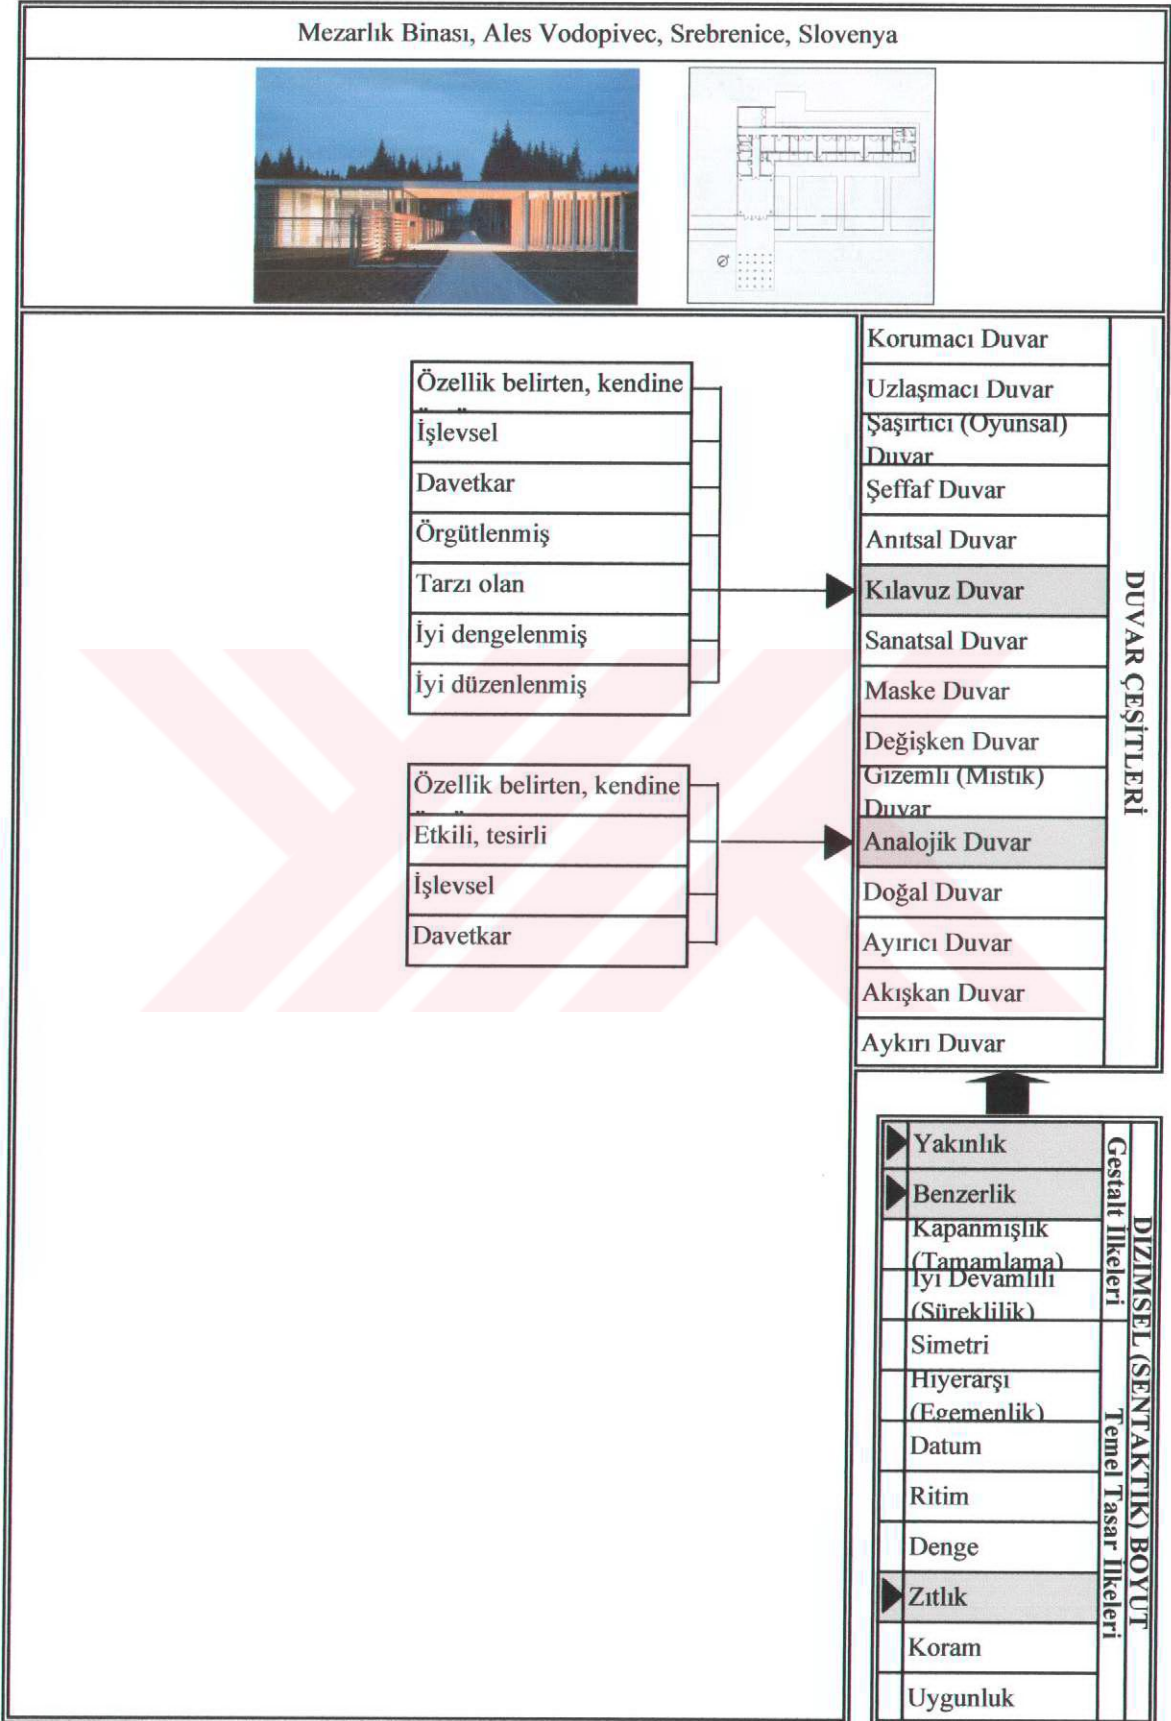 Mezarlık Binası, Ales Vodopivec, Srebrenice, Slovenya
Özellik belirten, kendine
İşlevsel
Davetkar
Örgütlenmiş
Tarzı olan
İyi dengelenmiş
İyi düzenlenmiş
Özellik belirten, kendine
Etkili, tesirli
İşlevsel
Davetkar
Korumacı Duvar
Uzlaşmacı Duvar
Şaşırtıcı (Oyunsal)
Duvar
Şeffaf Duvar
Anıtsal Duvar
Kılavuz Duvar
Sanatsal Duvar
Maske Duvar
Değişken Duvar
Gizemli (Mistik)
Duvar
Analojik Duvar
Doğal Duvar
Ayırıcı Duvar
Akışkan Duvar
Aykırı Duvar
DUVAR ÇEŞİTLERİ
Yakınlık
Benzerlik
Kapanmışlık
(Tamamlama)
İyi Devamlılı
(Süreklilik)
Simetri
Hiyerarşi
(Egemenlik)
Datum
Ritim
Denge
Zıtlık
Koram
Uygunluk
Gestalt İlkeleri
Temel Tasar İlkeleri
DİZİMSEL (SENTAKTİK) BOYUT